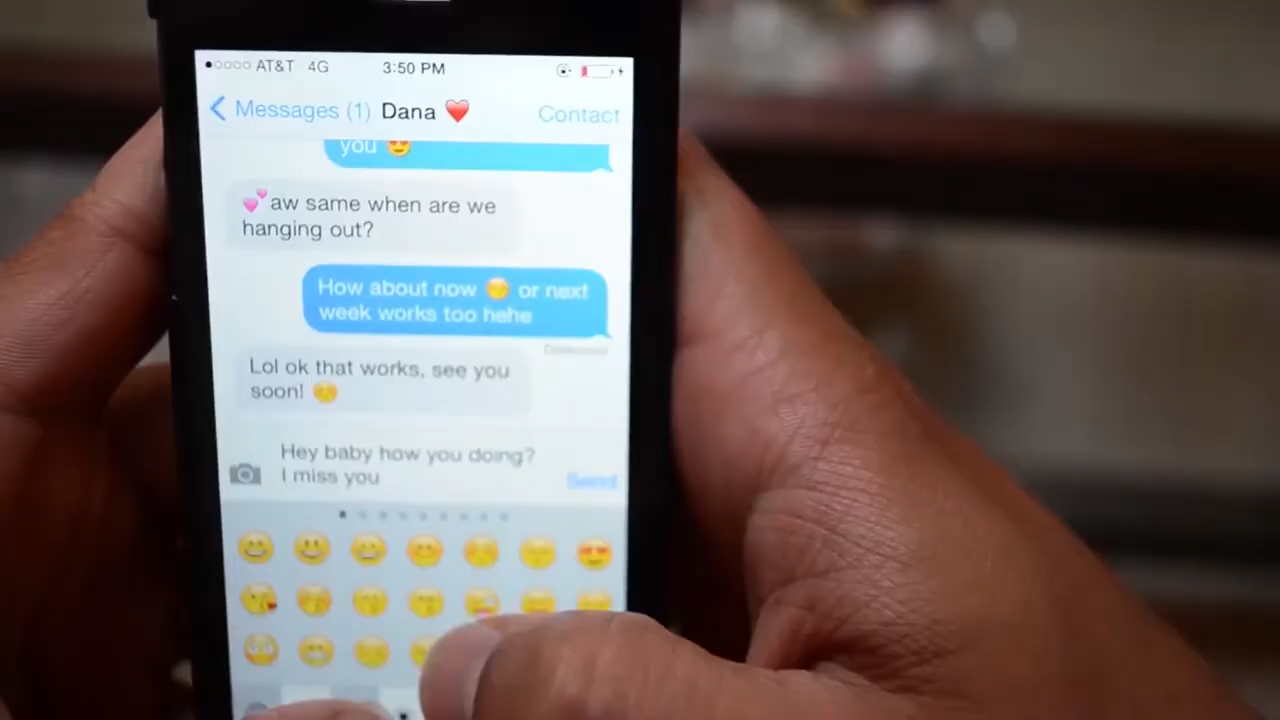 AT&T 4G 3:50 PM
Messages (1) Dana ❤️ Contact
you 😍
💕aw same when are we
hanging out?
How about now ☺️ or next
week works too hehe
Lol ok that works, see you
soon! ☺️
Hey baby how you doing?
I miss you
Send